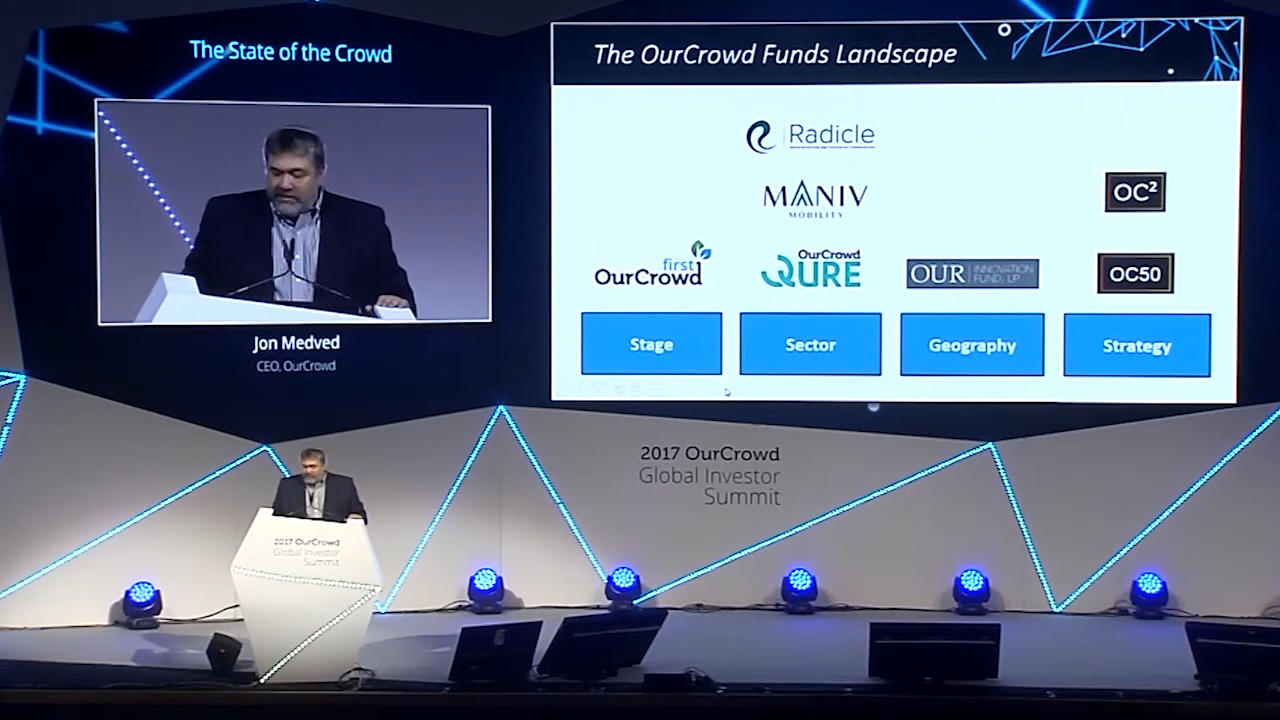 The State of the Crowd
Jon Medved
CEO, OurCrowd
The OurCrowd Funds Landscape
Radicle
MANIV
MOBILITY
first
OurCrowd
OurCrowd
QURE
OUR INNOVATION
FUND, LP
OC²
OC50
Stage
Sector
Geography
Strategy
2017 OurCrowd
Global Investor
Summit
2017 OurCrowd
Global Investor
Summit